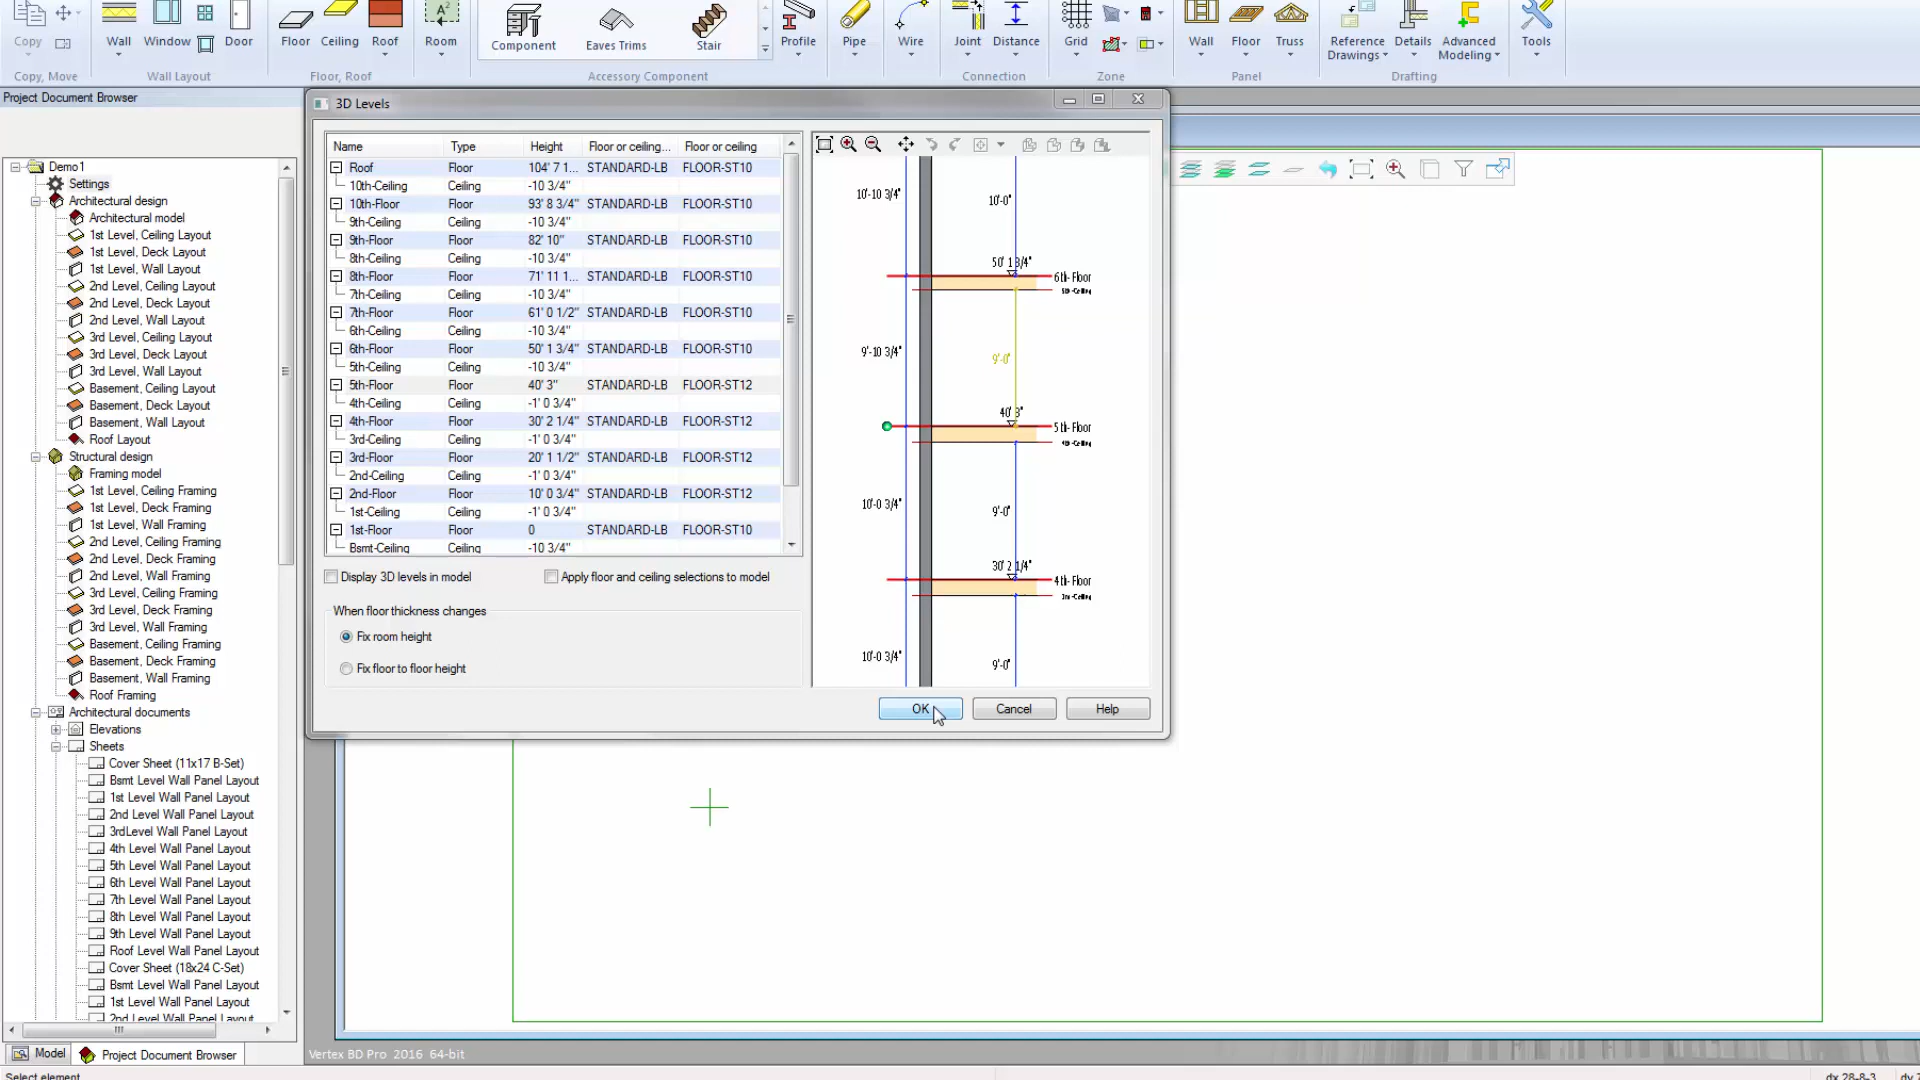 Copy Wall Window Door Floor Ceiling Roof Room Component Eaves Trims Stair Profile Pipe Wire Joint Distance Grid Wall Floor Truss Reference Drawings Details Advanced Modeling Tools
Copy, Move Wall Layout Floor, Roof Accessory Component Connection Zone Panel Drafting
Project Document Browser
Demo1
Settings
Architectural design
Architectural model
1st Level, Ceiling Layout
1st Level, Deck Layout
1st Level, Wall Layout
2nd Level, Ceiling Layout
2nd Level, Deck Layout
2nd Level, Wall Layout
3rd Level, Ceiling Layout
3rd Level, Deck Layout
3rd Level, Wall Layout
Basement, Ceiling Layout
Basement, Deck Layout
Basement, Wall Layout
Roof Layout
Structural design
Framing model
1st Level, Ceiling Framing
1st Level, Deck Framing
1st Level, Wall Framing
2nd Level, Ceiling Framing
2nd Level, Deck Framing
2nd Level, Wall Framing
3rd Level, Ceiling Framing
3rd Level, Deck Framing
3rd Level, Wall Framing
Basement, Ceiling Framing
Basement, Deck Framing
Basement, Wall Framing
Roof Framing
Architectural documents
Elevations
Sheets
Cover Sheet (11x17 B-Set)
Bsmt Level Wall Panel Layout
1st Level Wall Panel Layout
2nd Level Wall Panel Layout
3rdLevel Wall Panel Layout
4th Level Wall Panel Layout
5th Level Wall Panel Layout
6th Level Wall Panel Layout
7th Level Wall Panel Layout
8th Level Wall Panel Layout
9th Level Wall Panel Layout
Roof Level Wall Panel Layout
Cover Sheet (18x24 C-Set)
Bsmt Level Wall Panel Layout
1st Level Wall Panel Layout
2nd Level Wall Panel Layout
Model Project Document Browser
Select element
3D Levels
Name Type Height Floor or ceiling... Floor or ceiling
Roof Floor 104' 7 1... STANDARD-LB FLOOR-ST10
10th-Ceiling Ceiling -10 3/4"
10th-Floor Floor 93' 8 3/4" STANDARD-LB FLOOR-ST10
9th-Ceiling Ceiling -10 3/4"
9th-Floor Floor 82' 10" STANDARD-LB FLOOR-ST10
8th-Ceiling Ceiling -10 3/4"
8th-Floor Floor 71' 11 1... STANDARD-LB FLOOR-ST10
7th-Ceiling Ceiling -10 3/4"
7th-Floor Floor 61' 0 1/2" STANDARD-LB FLOOR-ST10
6th-Ceiling Ceiling -10 3/4"
6th-Floor Floor 50' 1 3/4" STANDARD-LB FLOOR-ST10
5th-Ceiling Ceiling -10 3/4"
5th-Floor Floor 40' 3" STANDARD-LB FLOOR-ST12
4th-Ceiling Ceiling -1' 0 3/4"
4th-Floor Floor 30' 2 1/4" STANDARD-LB FLOOR-ST12
3rd-Ceiling Ceiling -1' 0 3/4"
3rd-Floor Floor 20' 1 1/2" STANDARD-LB FLOOR-ST12
2nd-Ceiling Ceiling -1' 0 3/4"
2nd-Floor Floor 10' 0 3/4" STANDARD-LB FLOOR-ST12
1st-Ceiling Ceiling -1' 0 3/4"
1st-Floor Floor 0 STANDARD-LB FLOOR-ST10
Bsmt-Ceiling Ceiling -10 3/4"
Display 3D levels in model Apply floor and ceiling selections to model
When floor thickness changes
Fix room height
Fix floor to floor height
10'-10 3/4" 10'-0"
50' 1 3/4"
6th- Floor
5th -Ceiling
9'-10 3/4" 9'-0"
40' 3"
5th- Floor
4th -Ceiling
10'-0 3/4" 9'-0"
30' 2 1/4"
4th- Floor
3rd -Ceiling
10'-0 3/4" 9'-0"
OK Cancel Help
Vertex BD Pro 2016 64-bit
dx 28-8-3